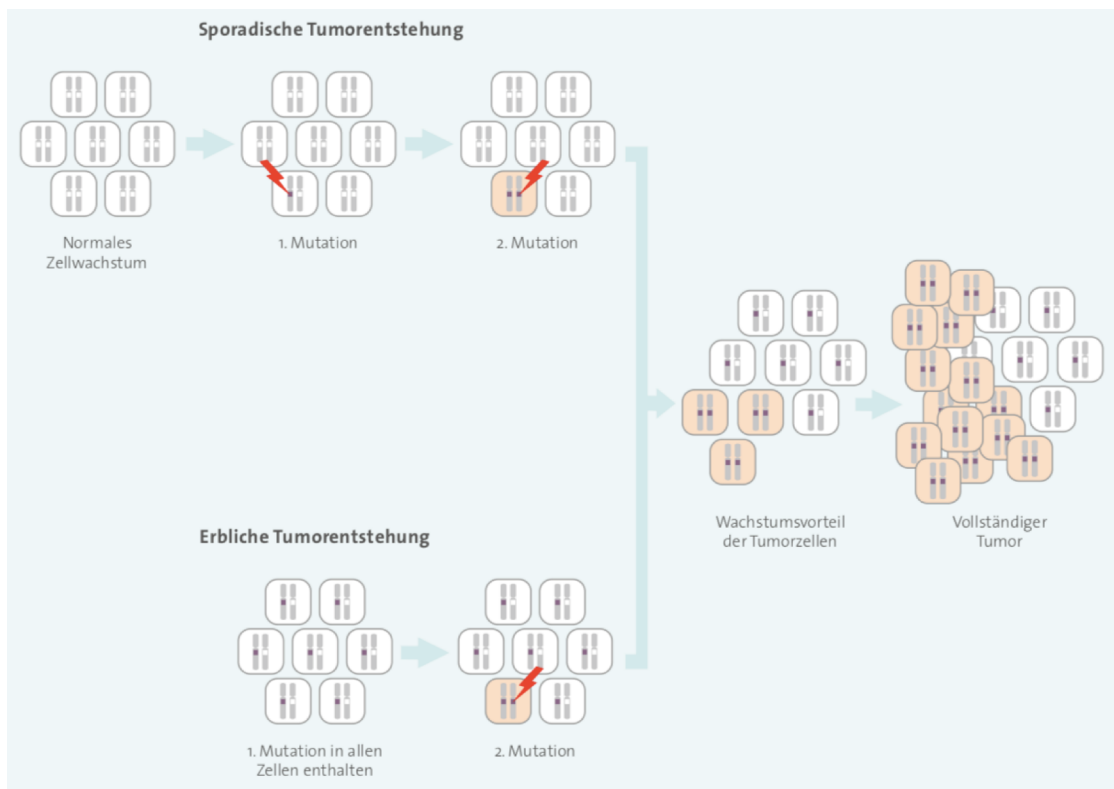 Sporadische Tumorentstehung
Normales
Zellwachstum
1. Mutation
2. Mutation
Wachstumsvorteil
der Tumorzellen
Vollständiger
Tumor
Erbliche Tumorentstehung
1. Mutation in allen
Zellen enthalten
2. Mutation